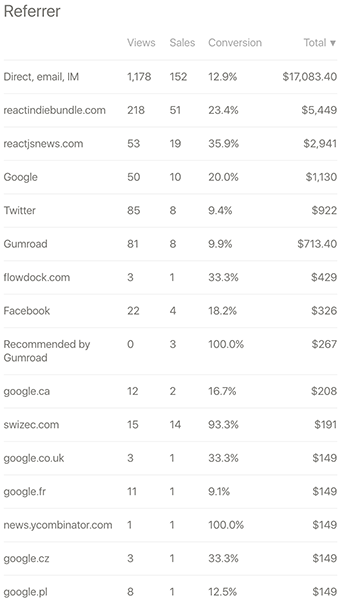 Referrer
Views Sales Conversion Total ▼
Direct, email, IM 1,178 152 12.9% $17,083.40
reactindiebundle.com 218 51 23.4% $5,449
reactjsnews.com 53 19 35.9% $2,941
Google 50 10 20.0% $1,130
Twitter 85 8 9.4% $922
Gumroad 81 8 9.9% $713.40
flowdock.com 3 1 33.3% $429
Facebook 22 4 18.2% $326
Recommended by 0 3 100.0% $267
Gumroad
google.ca 12 2 16.7% $208
swizec.com 15 14 93.3% $191
google.co.uk 3 1 33.3% $149
google.fr 11 1 9.1% $149
news.ycombinator.com 1 1 100.0% $149
google.cz 3 1 33.3% $149
google.pl 8 1 12.5% $149